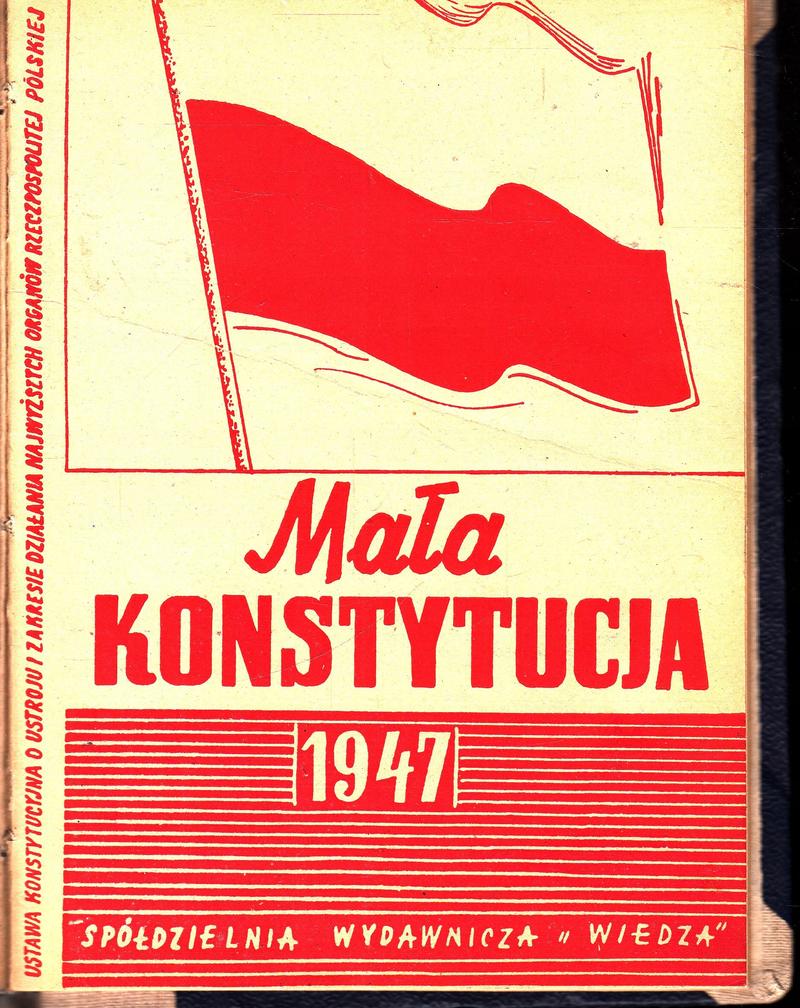 USTAWA KONSTYTUCYJNA O USTROJU I ZAKRESIE DZIAŁANIA NAJWYŻSZYCH ORGANÓW RZECZPOSPOLITEJ POLSKIEJ
Mała
KONSTYTUCJA
1947
SPÓŁDZIELNIA WYDAWNICZA „ WIEDZA"